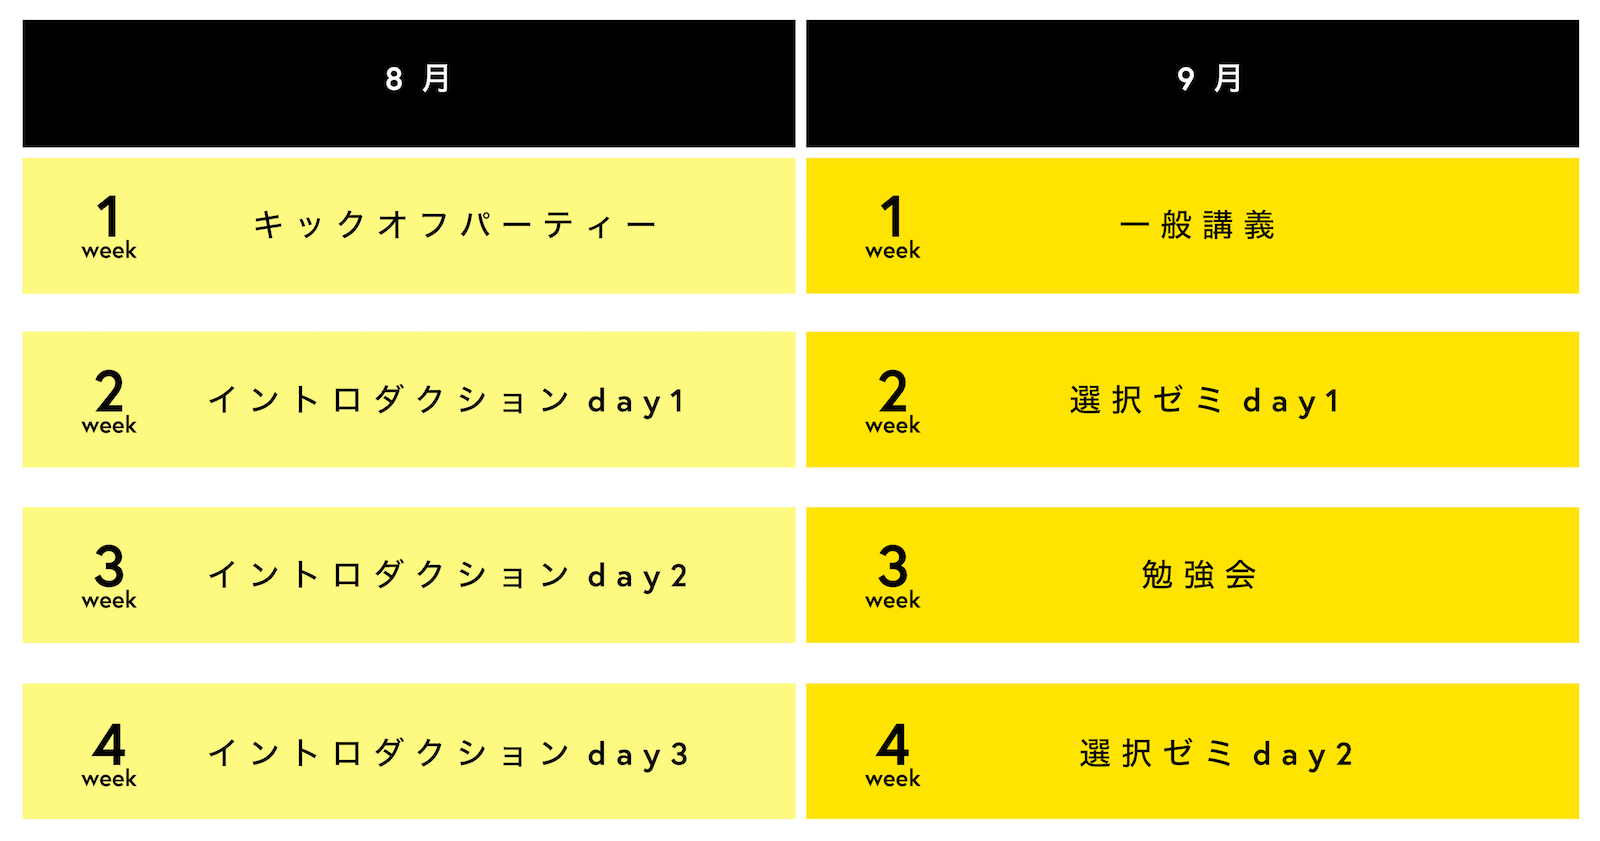 8月
1
week
キックオフパーティー
2
week
イントロダクション day1
3
week
イントロダクション day2
4
week
イントロダクション day3
9月
1
week
一般講義
2
week
選択ゼミ day1
3
week
勉強会
4
week
選択ゼミ day2